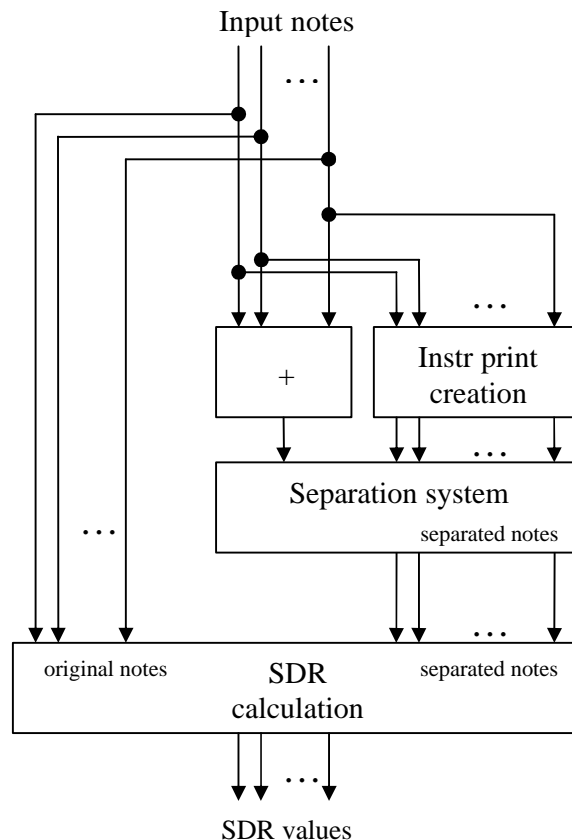 Input notes
...
+
...
Instr print
creation
...
Separation system
separated notes
...
...
original notes
SDR
calculation
separated notes
...
SDR values